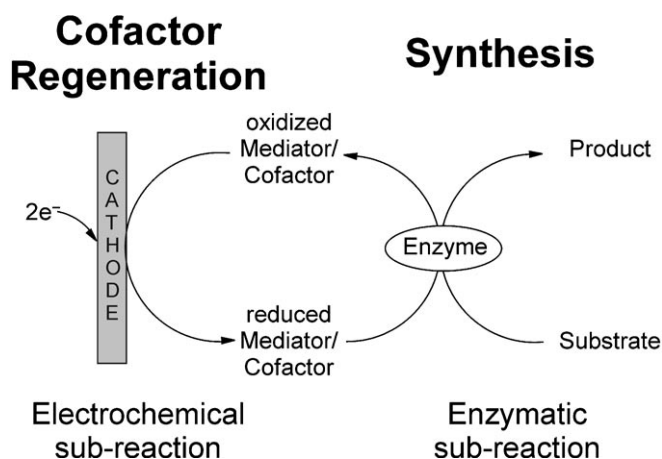 Cofactor
Regeneration
Synthesis
oxidized
Mediator/
Cofactor
Product
CATHODE
2e⁻
Enzyme
reduced
Mediator/
Cofactor
Substrate
Electrochemical
sub-reaction
Enzymatic
sub-reaction